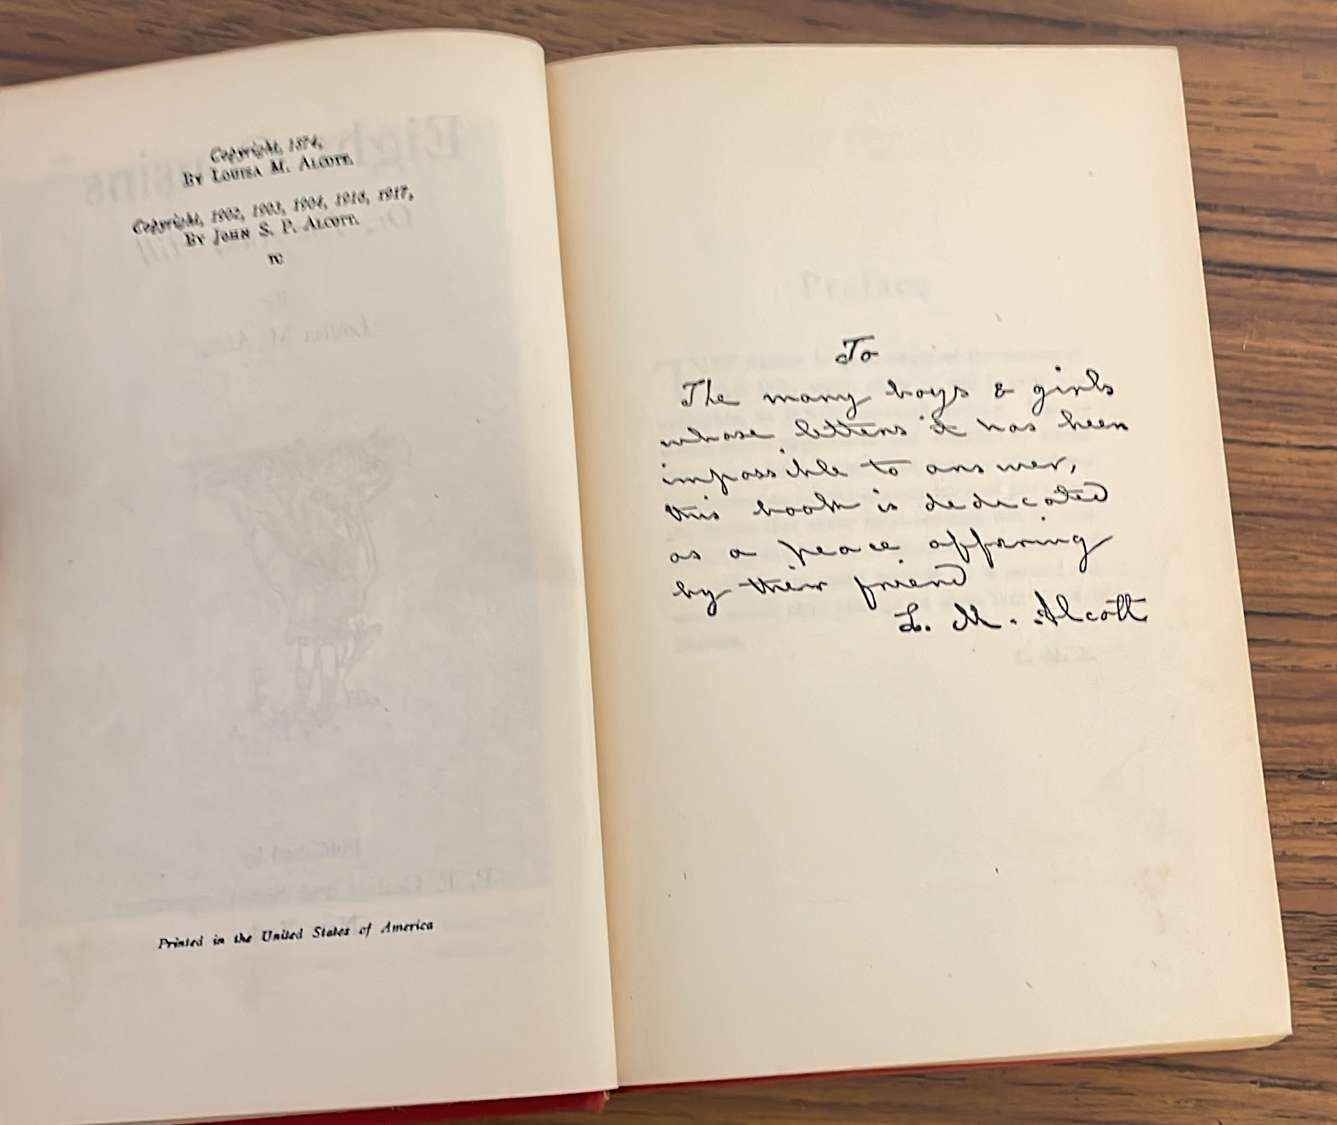 Copyright, 1874,
By Louisa M. Alcott.
Copyright, 1902, 1903, 1904, 1916, 1917,
By John S. P. Alcott.
Printed in the United States of America
To
The many boys & girls
whose letters it has been
impossible to answer,
this book is dedicated
as a peace offering
by their friend
L. M. Alcott
Preface